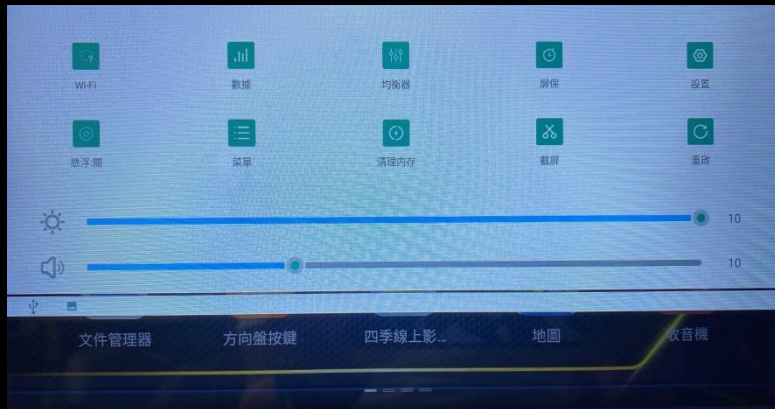 Wi-Fi 數據 均衡器 屏保 設置
懸浮:關 菜單 清理内存 截屏 重啟
10
10
文件管理器 方向盤按鍵 四季線上影... 地圖 收音機